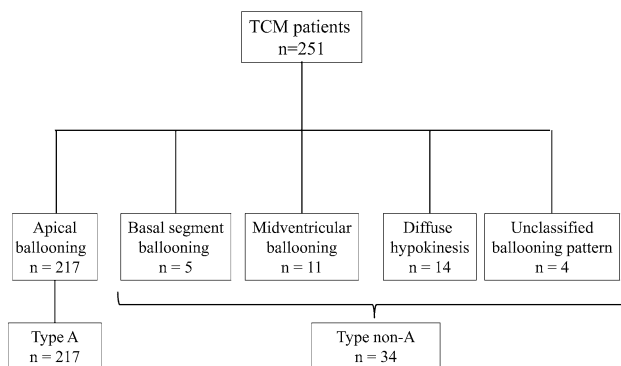 TCM patients
n=251
Apical
ballooning
n = 217
Basal segment
ballooning
n = 5
Midventricular
ballooning
n = 11
Diffuse
hypokinesis
n = 14
Unclassified
ballooning pattern
n = 4
Type A
n = 217
Type non-A
n = 34